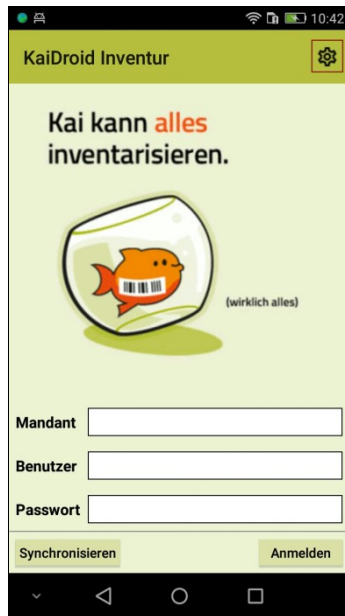 10:42
KaiDroid Inventur
Kai kann alles
inventarisieren.
(wirklich alles)
Mandant
Benutzer
Passwort
Synchronisieren
Anmelden